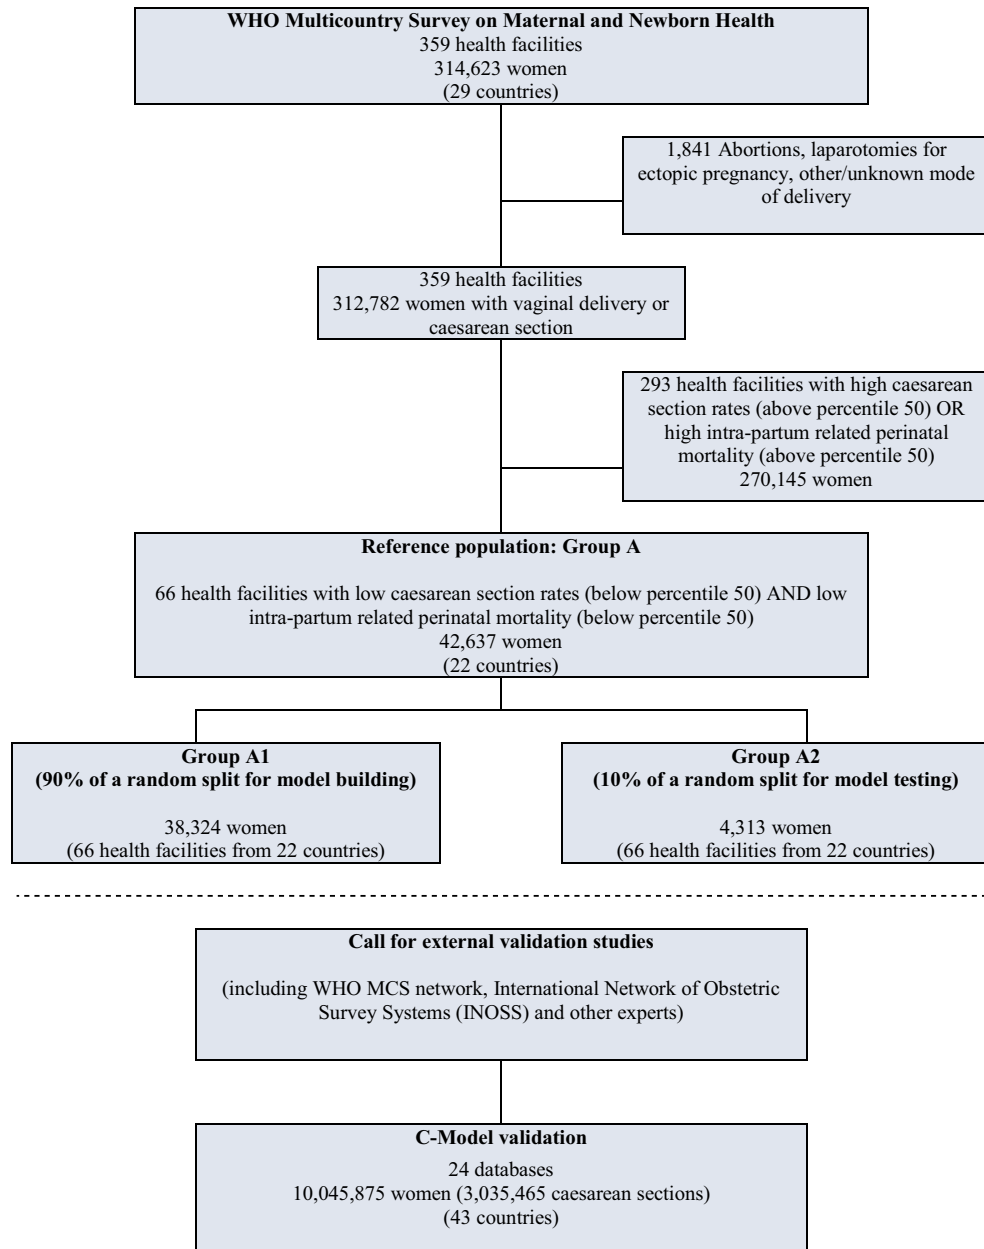 WHO Multicountry Survey on Maternal and Newborn Health
359 health facilities
314,623 women
(29 countries)
1,841 Abortions, laparotomies for
ectopic pregnancy, other/unknown mode
of delivery
359 health facilities
312,782 women with vaginal delivery or
caesarean section
293 health facilities with high caesarean
section rates (above percentile 50) OR
high intra-partum related perinatal
mortality (above percentile 50)
270,145 women
Reference population: Group A
66 health facilities with low caesarean section rates (below percentile 50) AND low
intra-partum related perinatal mortality (below percentile 50)
42,637 women
(22 countries)
Group A1
(90% of a random split for model building)
38,324 women
(66 health facilities from 22 countries)
Group A2
(10% of a random split for model testing)
4,313 women
(66 health facilities from 22 countries)
Call for external validation studies
(including WHO MCS network, International Network of Obstetric
Survey Systems (INOSS) and other experts)
C-Model validation
24 databases
10,045,875 women (3,035,465 caesarean sections)
(43 countries)